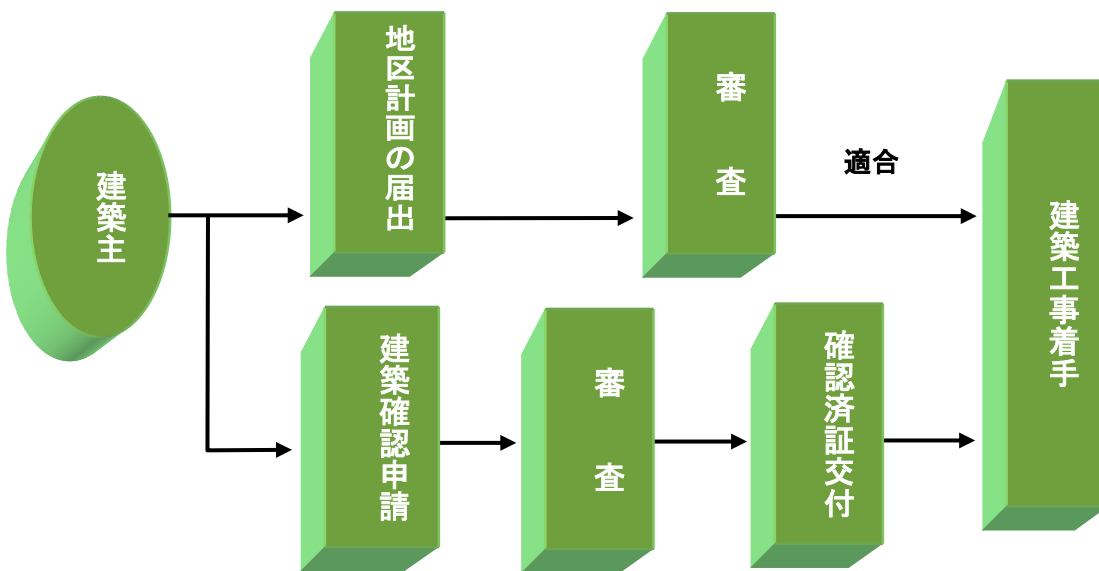 建築主
地区計画の届出
審査
適合
建築確認申請
審査
確認済証交付
建築工事着手